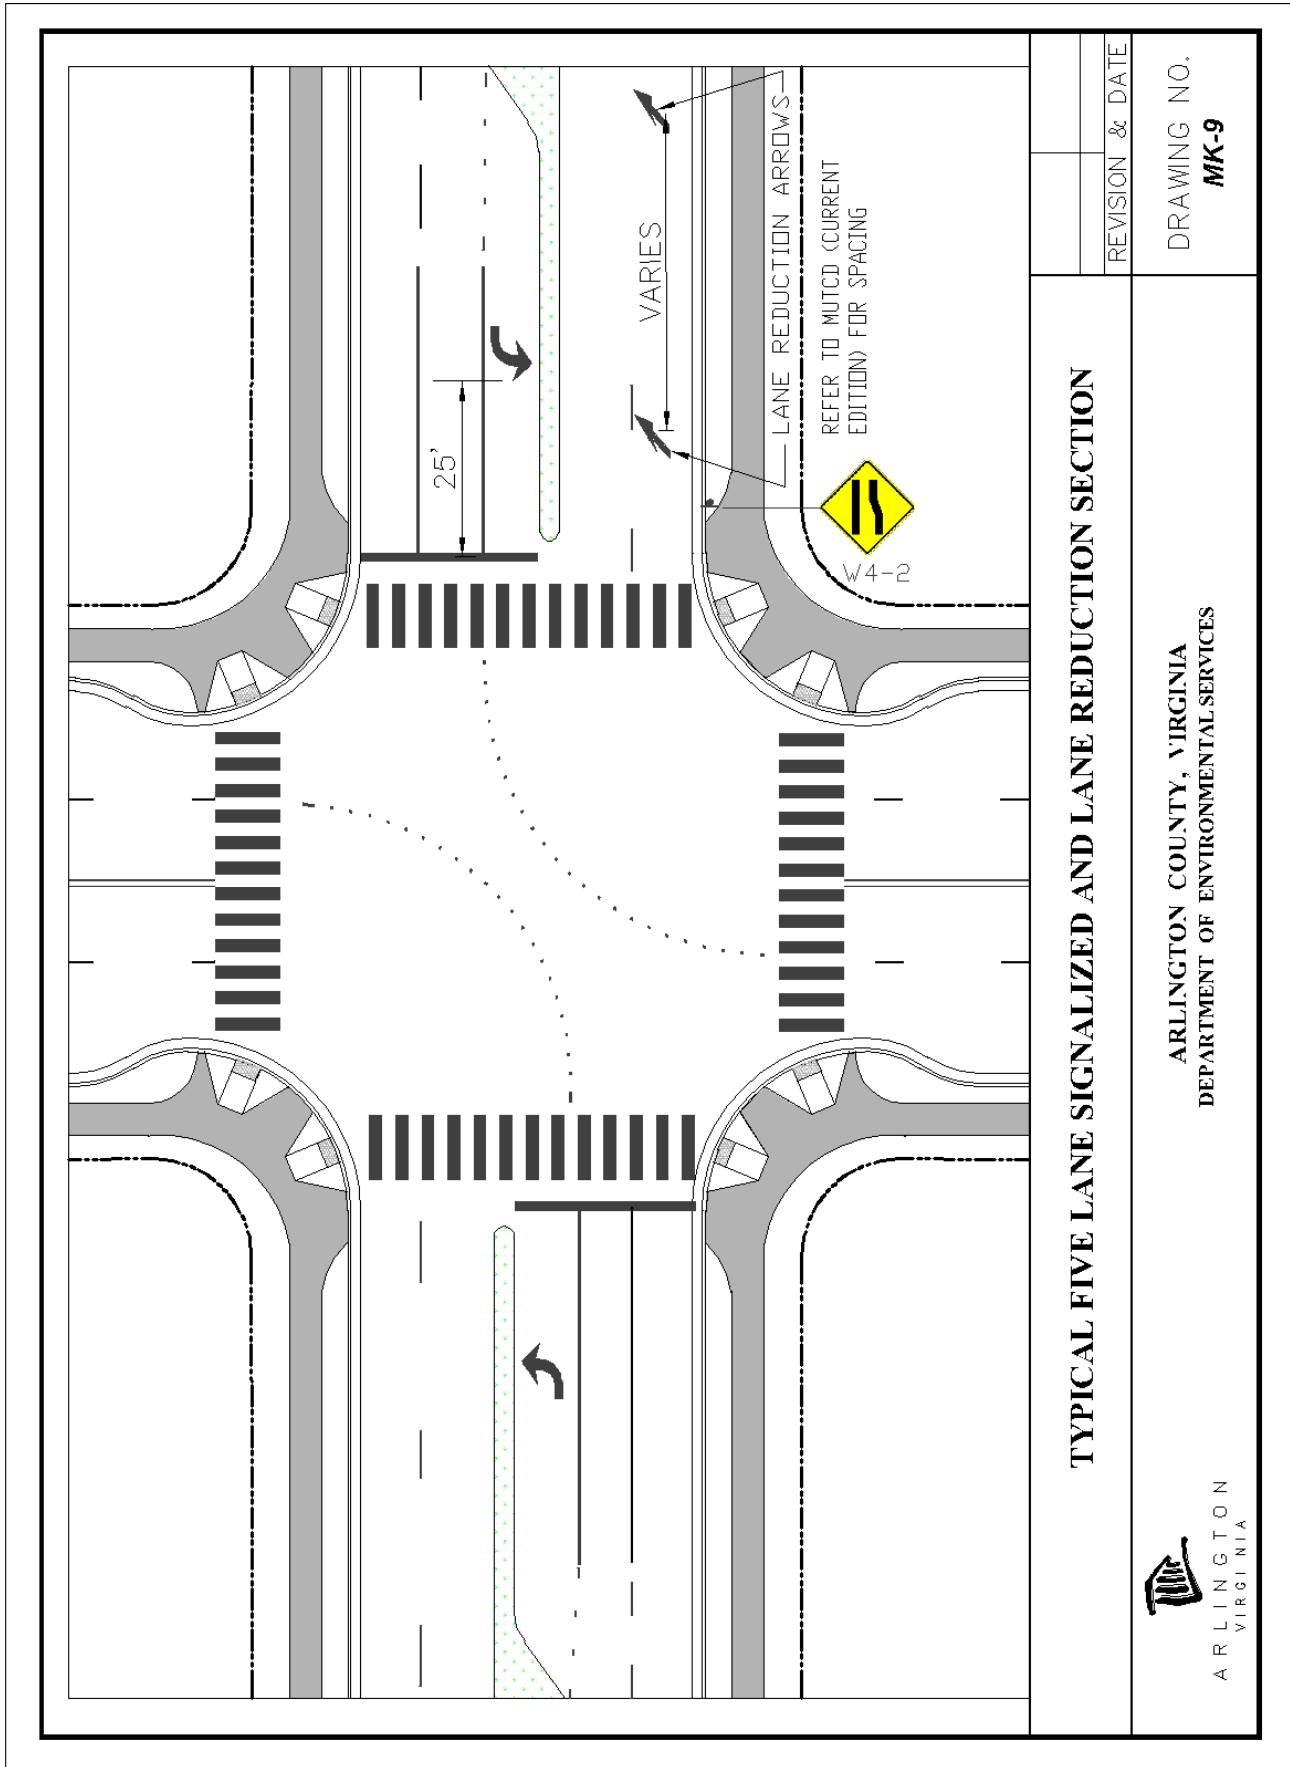 25'
VARIES
LANE REDUCTION ARROWS
REFER TO MUTCD (CURRENT
EDITION) FOR SPACING
W4-2
TYPICAL FIVE LANE SIGNALIZED AND LANE REDUCTION SECTION
REVISION & DATE
ARLINGTON
VIRGINIA
ARLINGTON COUNTY, VIRGINIA
DEPARTMENT OF ENVIRONMENTAL SERVICES
DRAWING NO.
MK-9